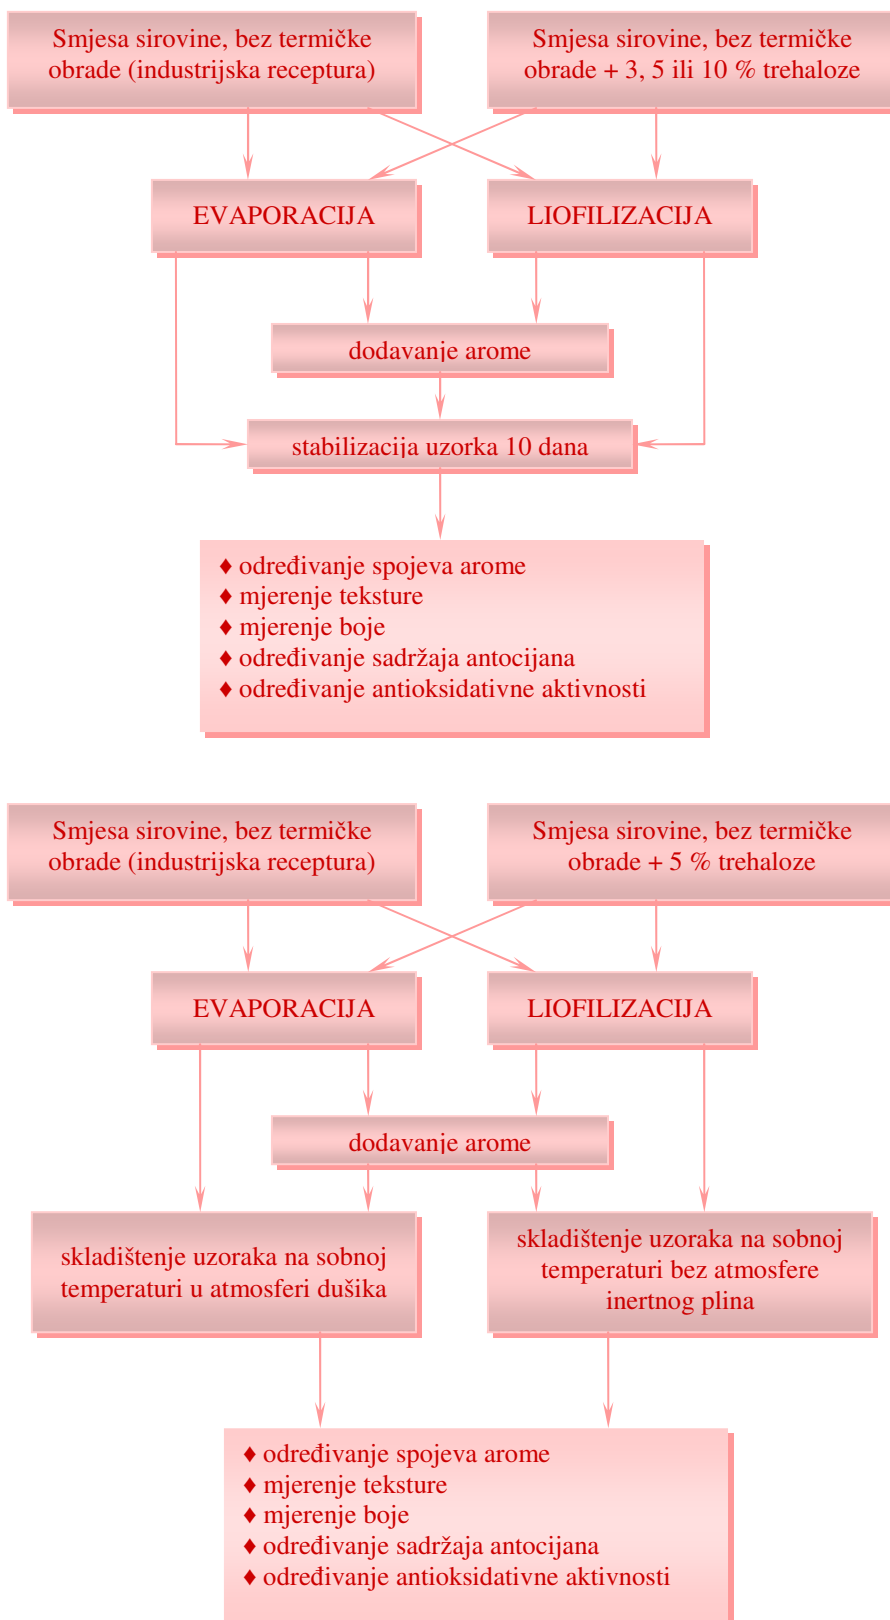 Smjesa sirovine, bez termičke
obrade (industrijska receptura)
Smjesa sirovine, bez termičke
obrade + 3, 5 ili 10 % trehaloze
EVAPORACIJA
LIOFILIZACIJA
dodavanje arome
stabilizacija uzorka 10 dana
♦ određivanje spojeva arome
♦ mjerenje teksture
♦ mjerenje boje
♦ određivanje sadržaja antocijana
♦ određivanje antioksidativne aktivnosti
Smjesa sirovine, bez termičke
obrade (industrijska receptura)
Smjesa sirovine, bez termičke
obrade + 5 % trehaloze
EVAPORACIJA
LIOFILIZACIJA
dodavanje arome
skladištenje uzoraka na sobnoj
temperaturi u atmosferi dušika
skladištenje uzoraka na sobnoj
temperaturi bez atmosfere
inertnog plina
♦ određivanje spojeva arome
♦ mjerenje teksture
♦ mjerenje boje
♦ određivanje sadržaja antocijana
♦ određivanje antioksidativne aktivnosti